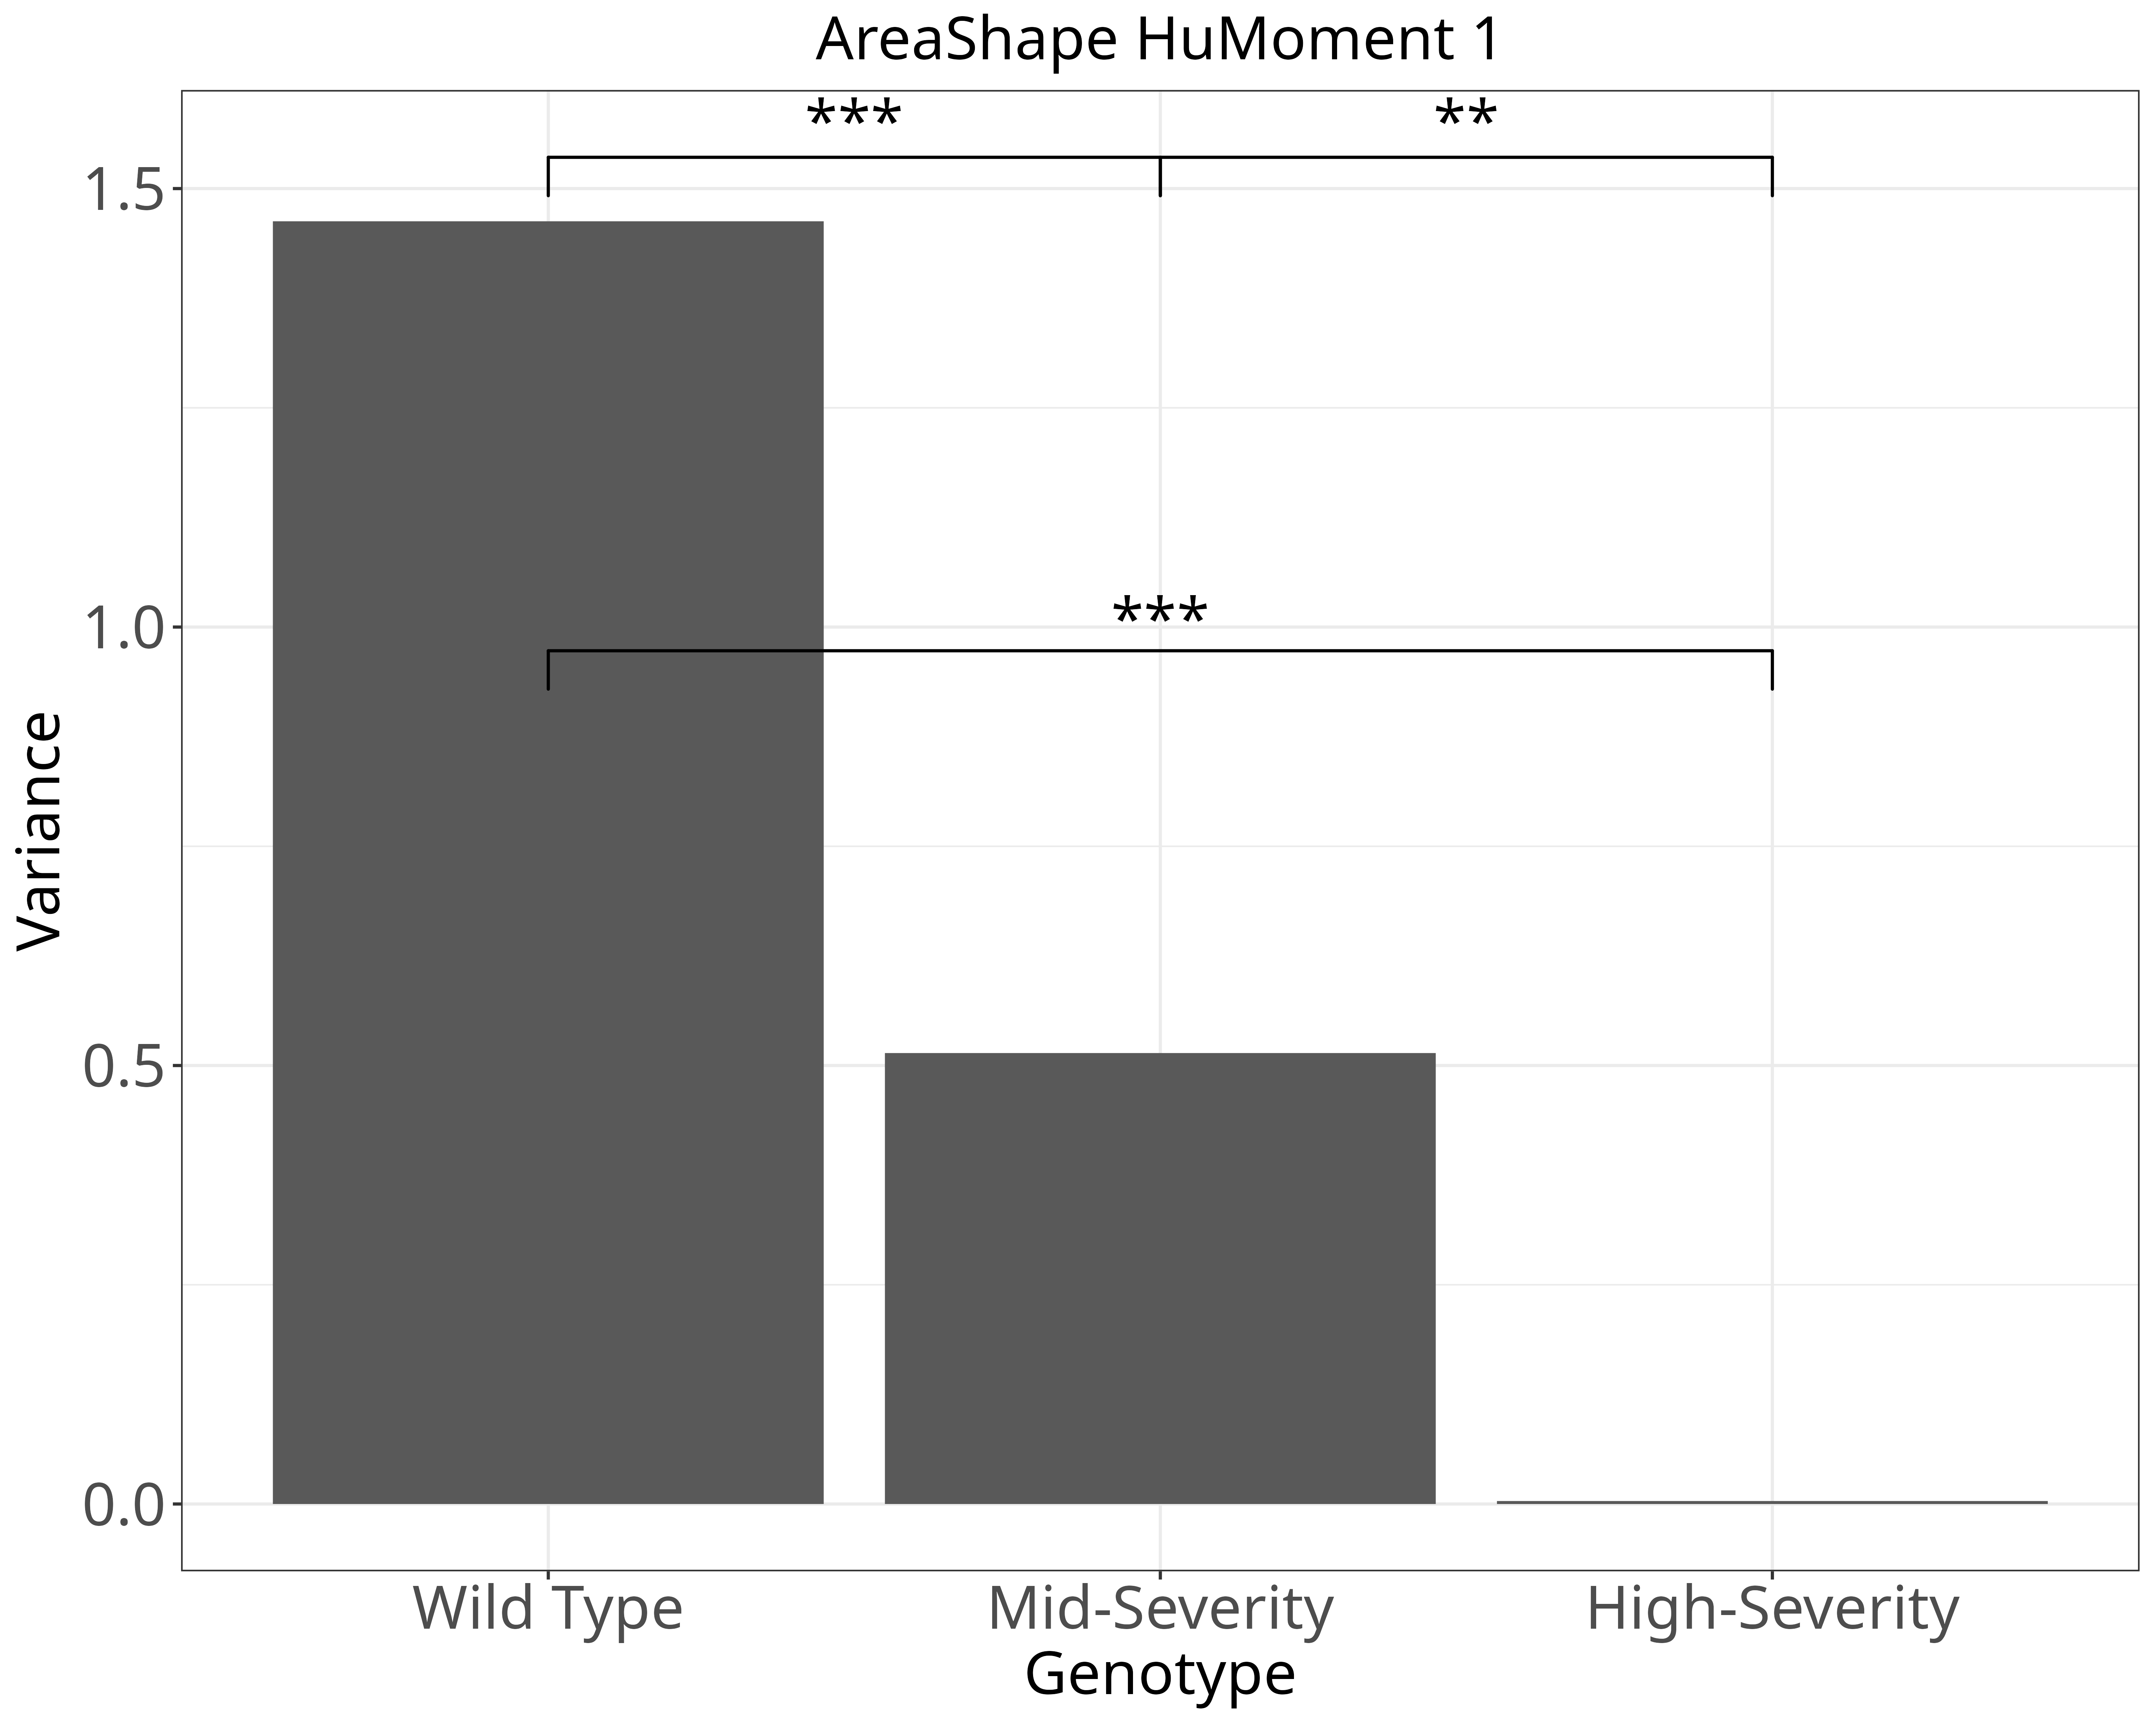 AreaShape HuMoment 1
*** **
1.5
***
1.0
Variance
0.5
0.0
Wild Type Mid-Severity High-Severity
Genotype